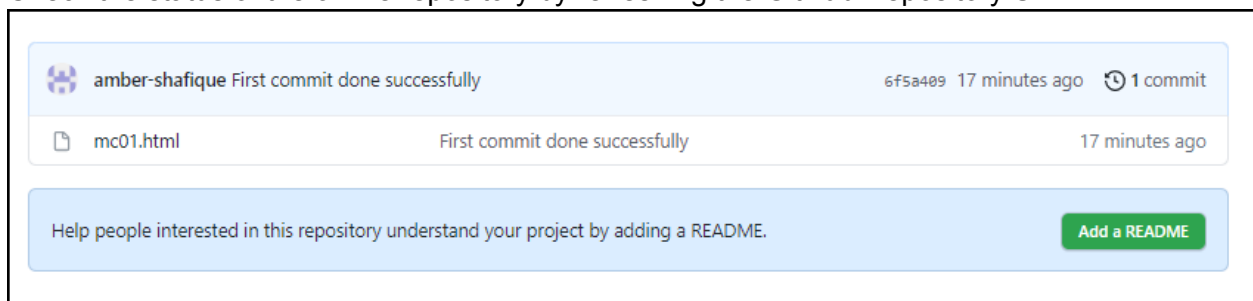 amber-shafique First commit done successfully 6f5a409 17 minutes ago 1 commit
mc01.html First commit done successfully 17 minutes ago
Help people interested in this repository understand your project by adding a README. Add a README